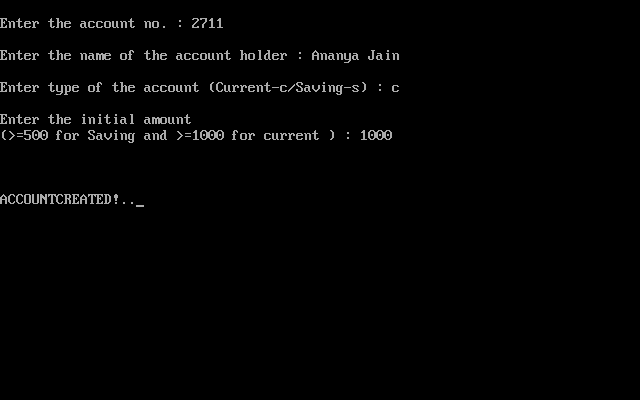 Enter the account no. : 2711
Enter the name of the account holder : Ananya Jain
Enter type of the account (Current-c/Saving-s) : c
Enter the initial amount
(>=500 for Saving and >=1000 for current ) : 1000
ACCOUNTCREATED!.._